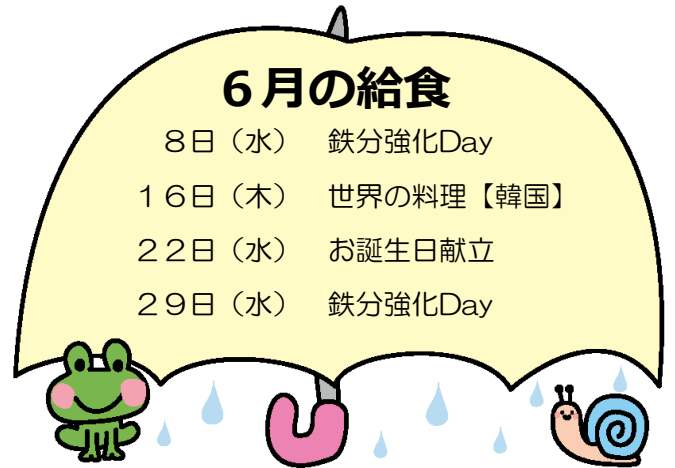 ６月の給食
８日（水）　鉄分強化Day
１６日（木）　世界の料理【韓国】
２２日（水）　お誕生日献立
２９日（水）　鉄分強化Day